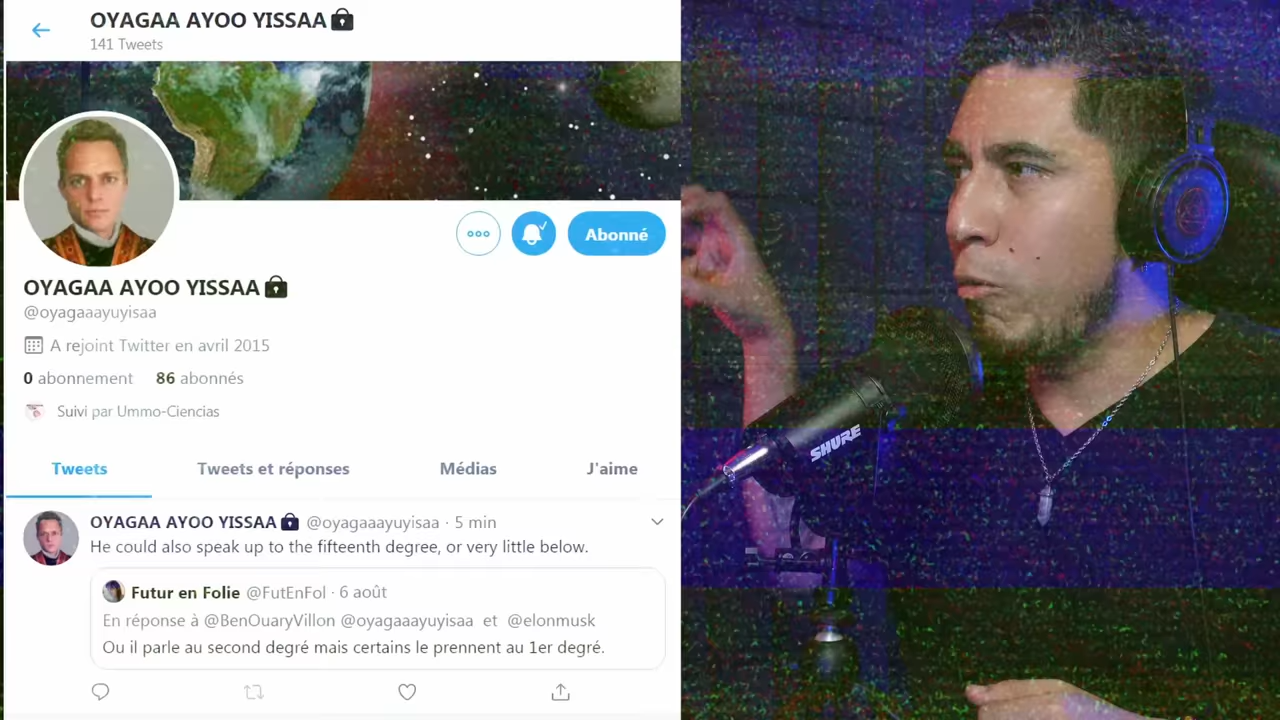 OYAGAA AYOO YISSAA
141 Tweets
Abonné
OYAGAA AYOO YISSAA
@oyagaaayuyisaa
A rejoint Twitter en avril 2015
0 abonnement 86 abonnés
Suivi par Ummo-Ciencias
Tweets Tweets et réponses Médias J'aime
OYAGAA AYOO YISSAA @oyagaaayuyisaa · 5 min
He could also speak up to the fifteenth degree, or very little below.
Futur en Folie @FutEnFol · 6 août
En réponse à @BenOuaryVillon @oyagaaayuyisaa et @elonmusk
Ou il parle au second degré mais certains le prennent au 1er degré.
SHURE